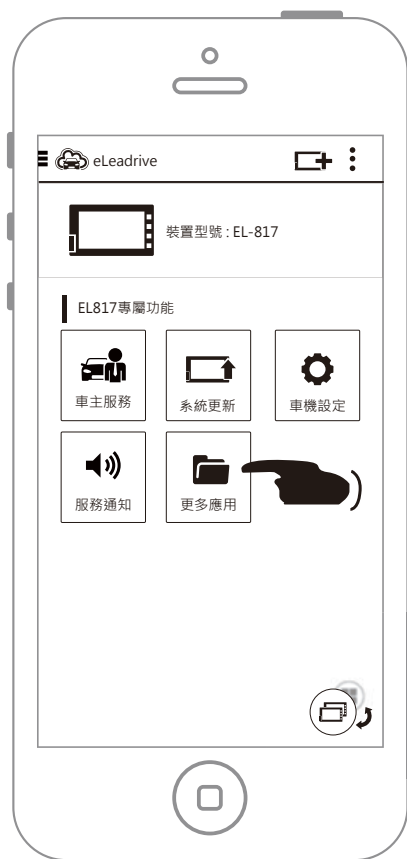 eLeadrive
裝置型號 : EL-817
EL817專屬功能
車主服務
系統更新
車機設定
服務通知
更多應用